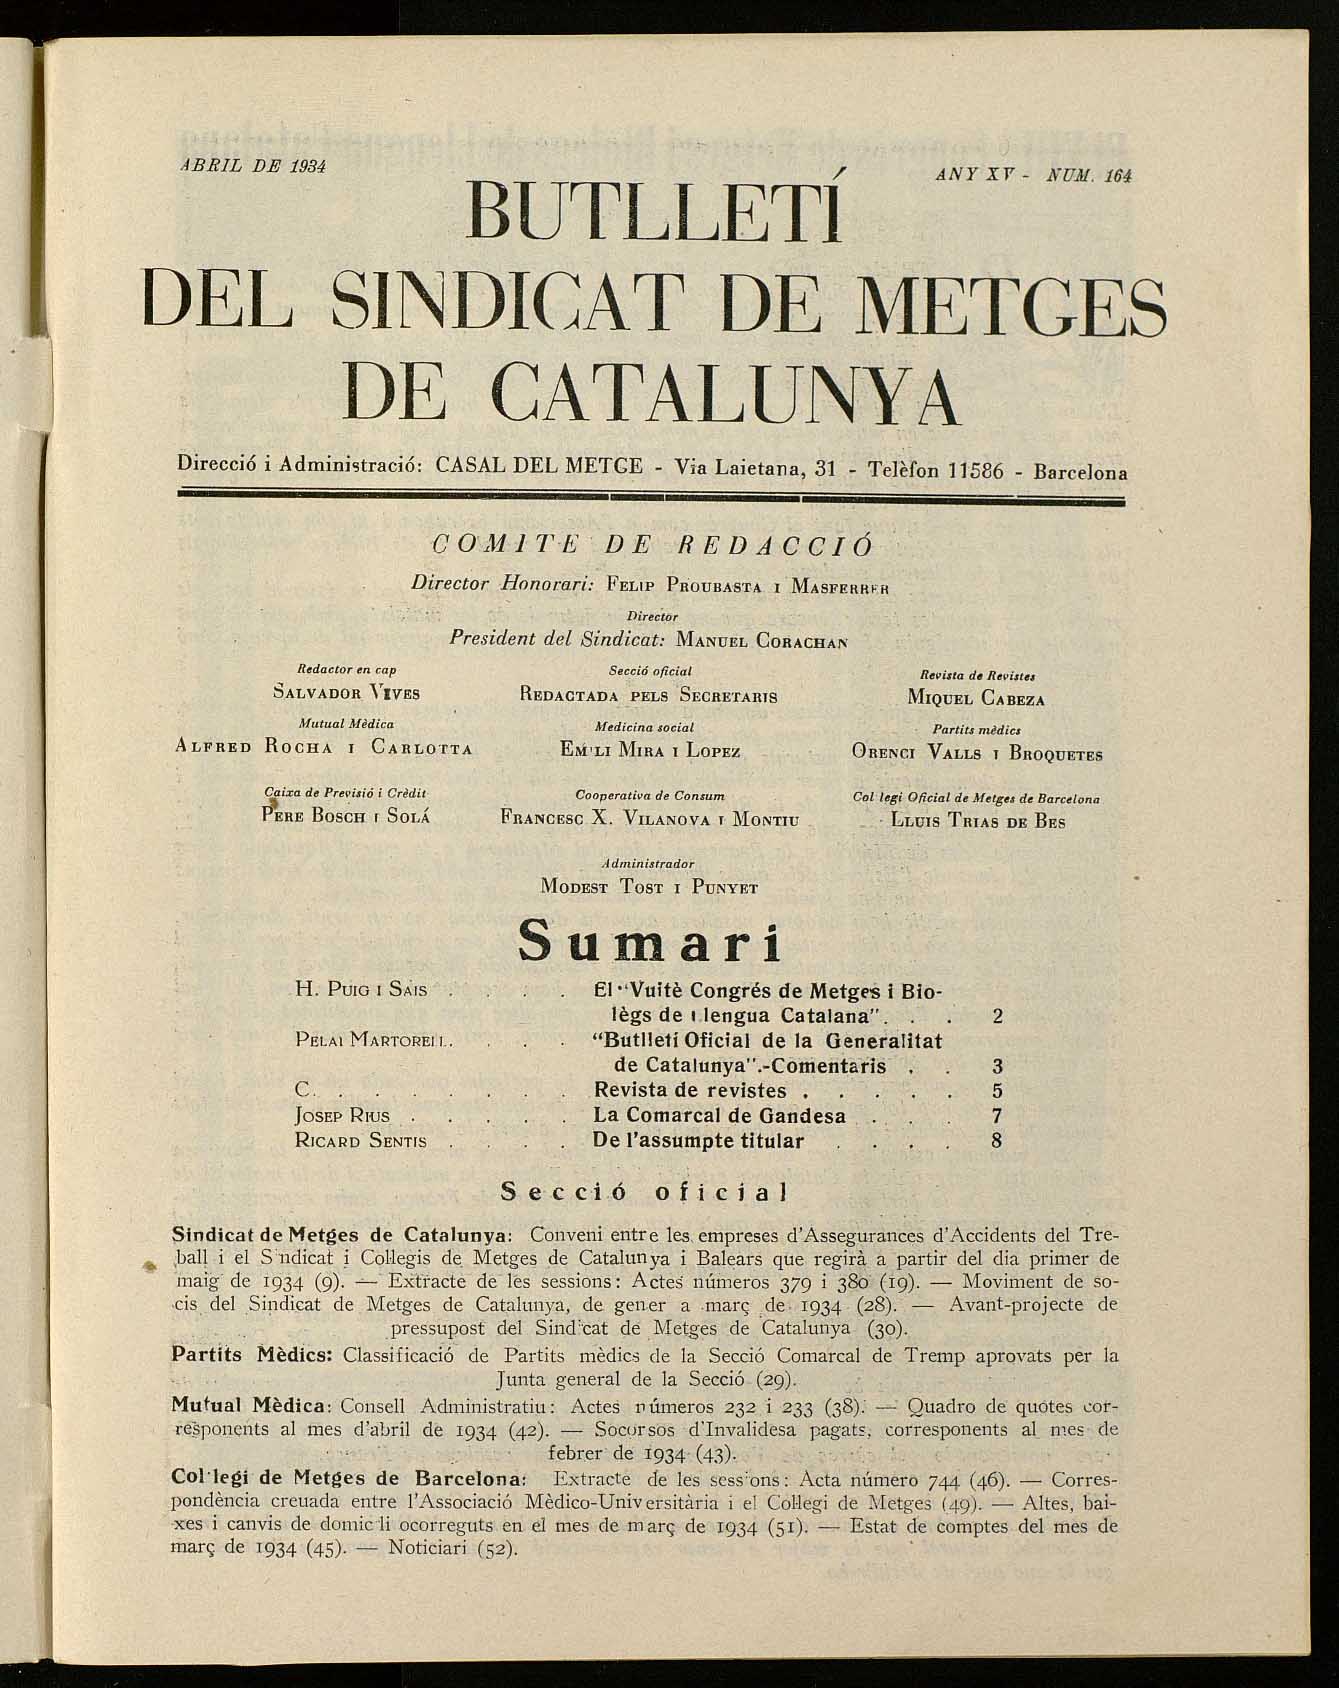 ABRIL DE 1934
ANY XV - NUM. 164
BUTLLETÍ
DEL SINDICAT DE METGES
DE CATALUNYA
Direcció i Administració: CASAL DEL METGE - Via Laietana, 31 - Telèfon 11586 - Barcelona
COMITE DE REDACCIÓ
Director Honorari: FELIP PROUBASTA I MASFERRER
Director
President del Sindicat: MANUEL CORACHAN
Redactor en cap
SALVADOR VIVES
Secció oficial
REDACTADA PELS SECRETARIS
Revista de Revistes
MIQUEL CABEZA
Mutual Mèdica
ALFRED ROCHA I CARLOTTA
Medicina social
EMILI MIRA I LOPEZ
Partits mèdics
ORENCI VALLS I BROQUETES
Caixa de Previsió i Crèdit
PERE BOSCH I SOLÁ
Cooperativa de Consum
FRANCESC X. VILANOVA I MONTIU
Col legi Oficial de Metges de Barcelona
LLUIS TRIAS DE BES
Administrador
MODEST TOST I PUNYET
Sumari
H. PUIG I SAIS . . . . El "Vuitè Congrés de Metges i Bio-
lègs de llengua Catalana" . . . 2
PELAI MARTORELL . . . . "Butlletí Oficial de la Generalitat
de Catalunya".-Comentaris . . 3
C. . . . . . . . . Revista de revistes . . . . . 5
JOSEP RIUS . . . . . La Comarcal de Gandesa . . . 7
RICARD SENTIS . . . . De l'assumpte titular . . . . 8
Secció oficial
Sindicat de Metges de Catalunya: Conveni entre les empreses d'Assegurances d'Accidents del Tre-
ball i el Sindicat i Col·legis de Metges de Catalunya i Balears que regirà a partir del dia primer de
maig de 1934 (9). — Extracte de les sessions: Actes números 379 i 380 (19). — Moviment de so-
cis del Sindicat de Metges de Catalunya, de gener a març de 1934 (28). — Avant-projecte de
pressupost del Sindicat de Metges de Catalunya (30).
Partits Mèdics: Classificació de Partits mèdics de la Secció Comarcal de Tremp aprovats per la
Junta general de la Secció (29).
Mutual Mèdica: Consell Administratiu: Actes números 232 i 233 (38). — Quadro de quotes cor-
responents al mes d'abril de 1934 (42). — Socorsos d'Invalidesa pagats, corresponents al mes de
febrer de 1934 (43).
Col·legi de Metges de Barcelona: Extracte de les sessions: Acta número 744 (46). — Corres-
pondència creuada entre l'Associació Mèdico-Universitària i el Col·legi de Metges (49). — Altes, bai-
xes i canvis de domicili ocorreguts en el mes de març de 1934 (51). — Estat de comptes del mes de
març de 1934 (45). — Noticiari (52).